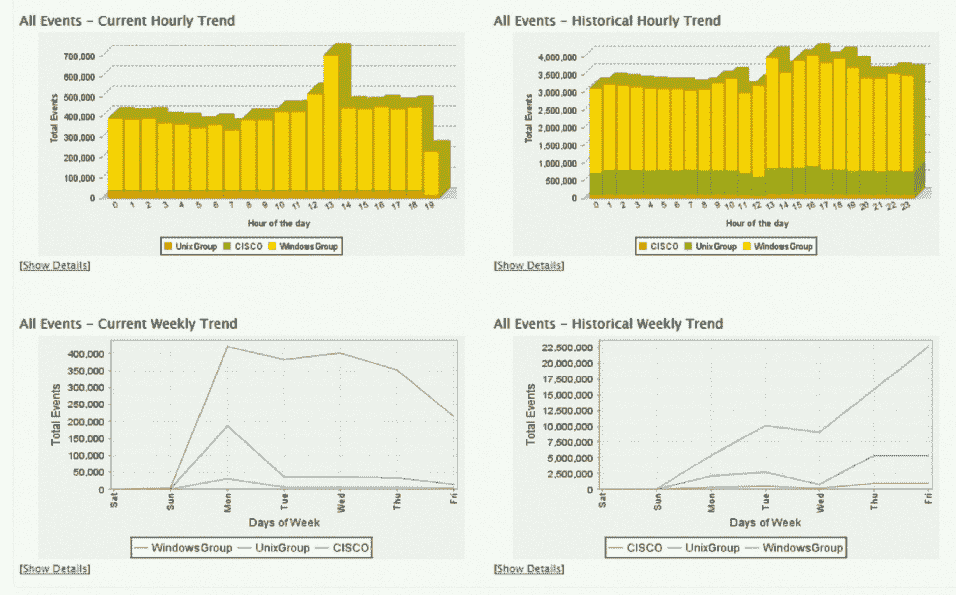 All Events – Current Hourly Trend
Total Events
700,000
600,000
500,000
400,000
300,000
200,000
100,000
0
0 1 2 3 4 5 6 7 8 9 10 11 12 13 14 15 16 17 18 19
Hour of the day
UnixGroup CISCO WindowsGroup
[Show Details]
All Events – Historical Hourly Trend
Total Events
4,000,000
3,500,000
3,000,000
2,500,000
2,000,000
1,500,000
1,000,000
500,000
0
0 1 2 3 4 5 6 7 8 9 10 11 12 13 14 15 16 17 18 19 20 21 22 23
Hour of the day
CISCO UnixGroup WindowsGroup
[Show Details]
All Events – Current Weekly Trend
Total Events
400,000
350,000
300,000
250,000
200,000
150,000
100,000
50,000
0
Sat Sun Mon Tue Wed Thu Fri
Days of Week
WindowsGroup UnixGroup CISCO
[Show Details]
All Events – Historical Weekly Trend
Total Events
22,500,000
20,000,000
17,500,000
15,000,000
12,500,000
10,000,000
7,500,000
5,000,000
2,500,000
0
Sat Sun Mon Tue Wed Thu Fri
Days of Week
CISCO UnixGroup WindowsGroup
[Show Details]